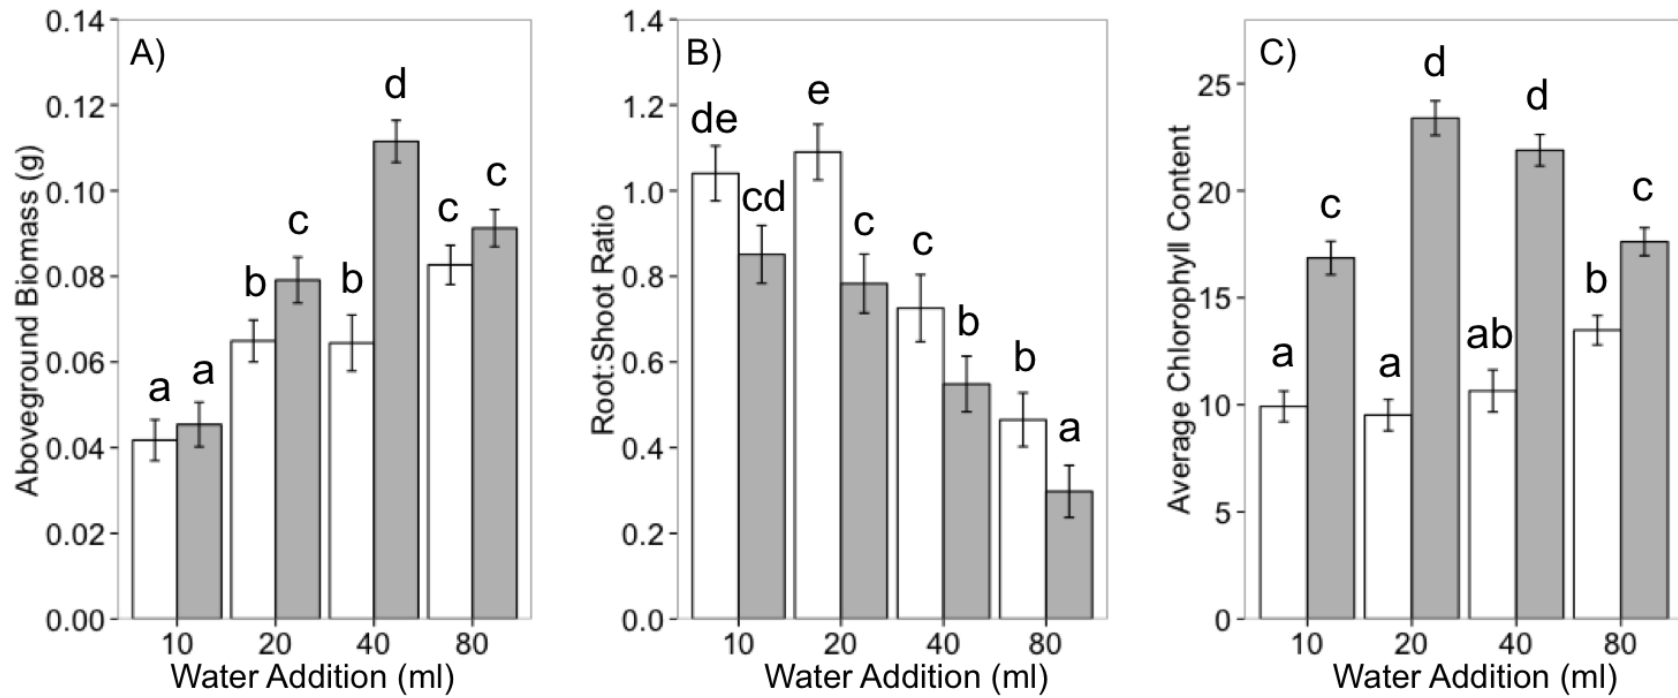 A)
Aboveground Biomass (g)
0.14
0.12
0.10
0.08
0.06
0.04
0.02
0.00
a a b c b d c c
10 20 40 80
Water Addition (ml)
B)
Root:Shoot Ratio
1.4
1.2
1.0
0.8
0.6
0.4
0.2
0.0
de cd e c c b b a
10 20 40 80
Water Addition (ml)
C)
Average Chlorophyll Content
25
20
15
10
5
0
a c a d ab d b c
10 20 40 80
Water Addition (ml)